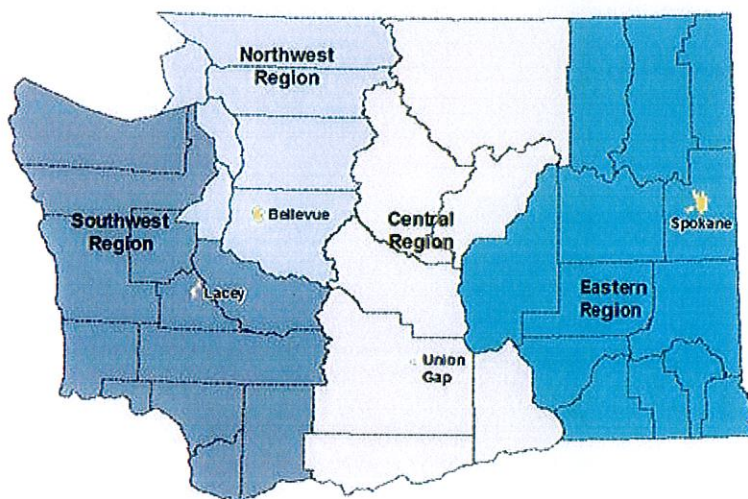 Northwest
Region
Bellevue
Southwest
Region
Central
Region
Spokane
Lacey
Eastern
Region
Union
Gap